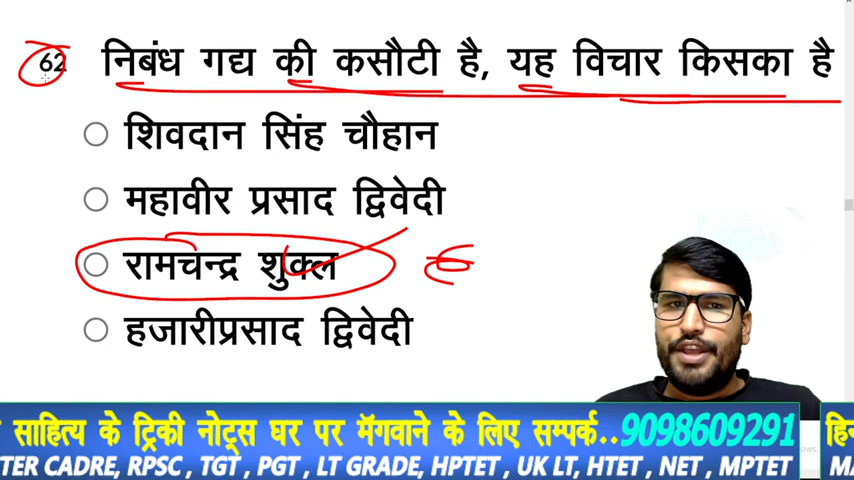 62 निबंध गद्य की कसौटी है, यह विचार किसका है
शिवदान सिंह चौहान
महावीर प्रसाद द्विवेदी
रामचन्द्र शुक्ल
हजारीप्रसाद द्विवेदी
साहित्य के ट्रिकी नोट्स घर पर मॅगवाने के लिए सम्पर्क..9098609291
TER CADRE, RPSC , TGT , PGT , LT GRADE, HPTET , UK LT, HTET , NET , MPTET